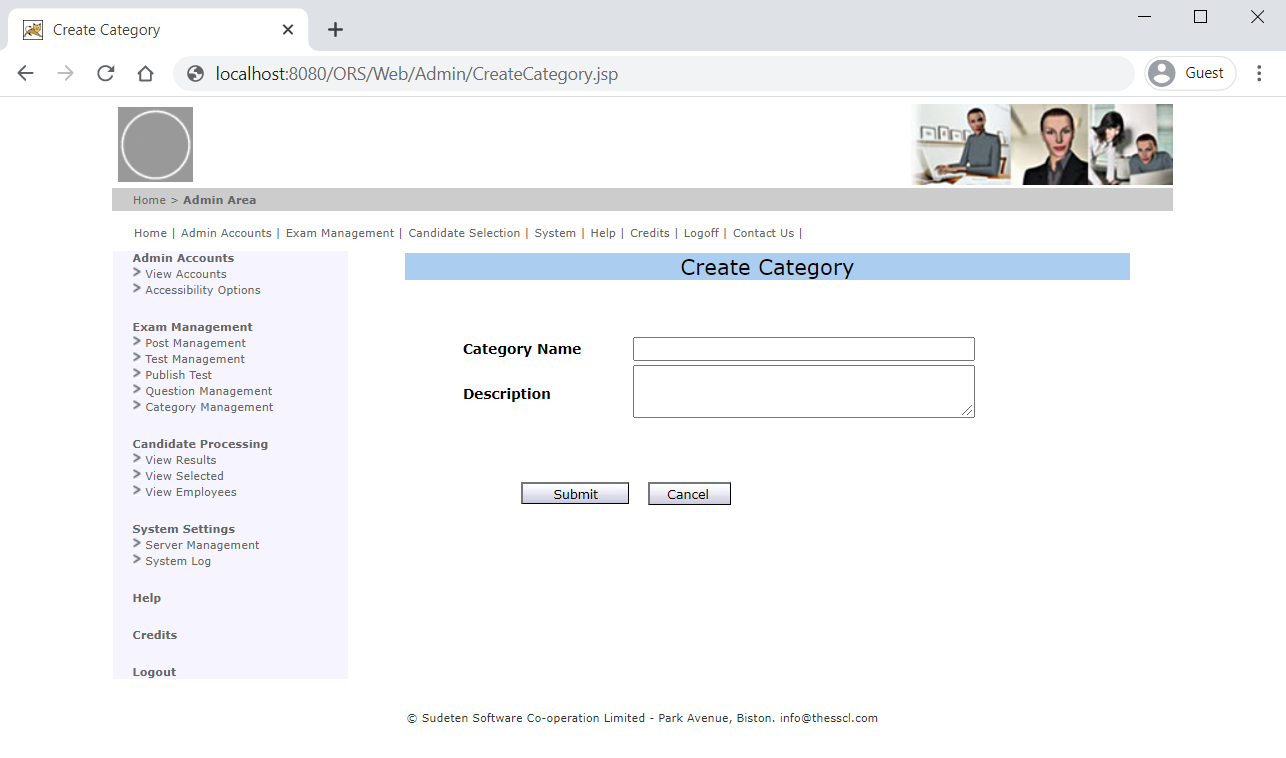 Create Category
localhost:8080/ORS/Web/Admin/CreateCategory.jsp
Guest
Home > Admin Area
Home | Admin Accounts | Exam Management | Candidate Selection | System | Help | Credits | Logoff | Contact Us |
Admin Accounts
View Accounts
Accessibility Options
Exam Management
Post Management
Test Management
Publish Test
Question Management
Category Management
Candidate Processing
View Results
View Selected
View Employees
System Settings
Server Management
System Log
Help
Credits
Logout
Create Category
Category Name
Description
Submit Cancel
© Sudeten Software Co-operation Limited - Park Avenue, Biston. info@thesscl.com